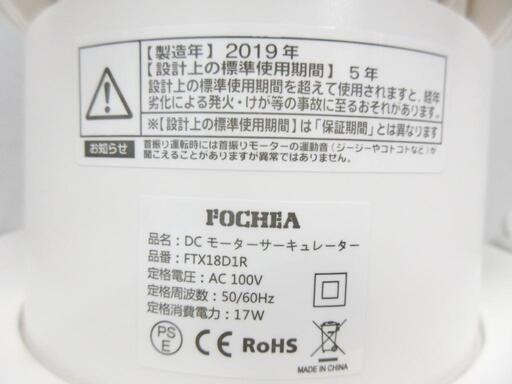 【製造年】2019年
【設計上の標準使用期間】5年
設計上の標準使用期間を超えて使用されますと、経年
劣化による発火・けが等の事故に至るおそれがあります。
※【設計上の標準使用期間】は「保証期間」とは異なります
お知らせ 首振り運転時には首振りモーターの運動音(ジージーやコトコトなど)が
聞こえることがありますが異常ではありません。
FOCHEA
品名:DCモーターサーキュレーター
品番:FTX18D1R
定格電圧:AC 100V
定格周波数:50/60Hz
定格消費電力:17W
PS
E
CE RoHS